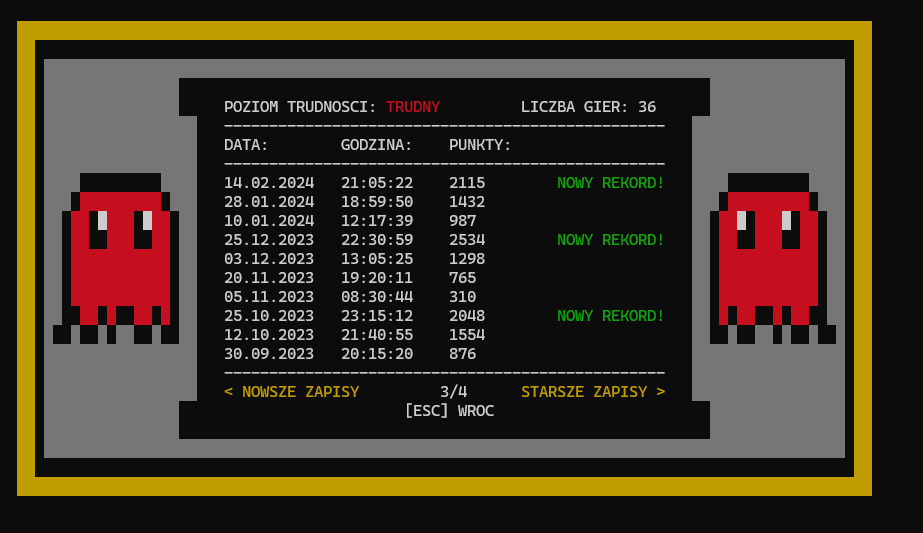 POZIOM TRUDNOSCI: TRUDNY LICZBA GIER: 36
DATA: GODZINA: PUNKTY:
14.02.2024 21:05:22 2115 NOWY REKORD!
28.01.2024 18:59:50 1432
10.01.2024 12:17:39 987
25.12.2023 22:30:59 2534 NOWY REKORD!
03.12.2023 13:05:25 1298
20.11.2023 19:20:11 765
05.11.2023 08:30:44 310
25.10.2023 23:15:12 2048 NOWY REKORD!
12.10.2023 21:40:55 1554
30.09.2023 20:15:20 876
< NOWSZE ZAPISY 3/4 STARSZE ZAPISY >
[ESC] WROC